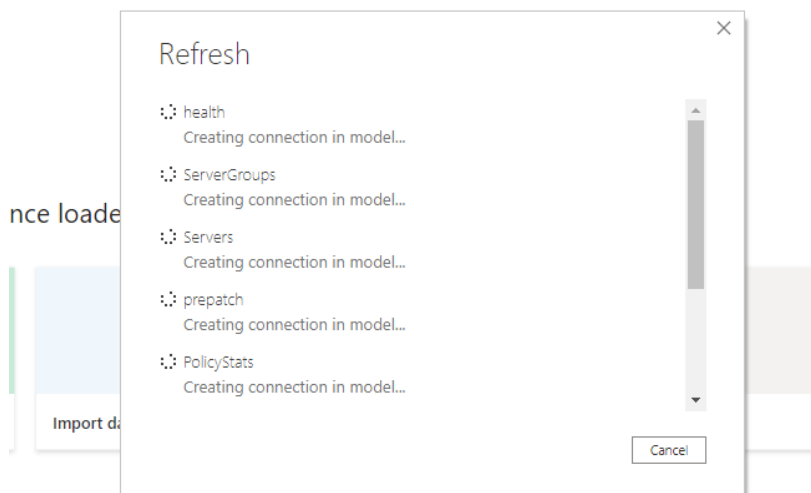 Refresh
health
Creating connection in model...
ServerGroups
Creating connection in model...
nce loade
Servers
Creating connection in model...
prepatch
Creating connection in model...
PolicyStats
Creating connection in model...
Import da
Cancel